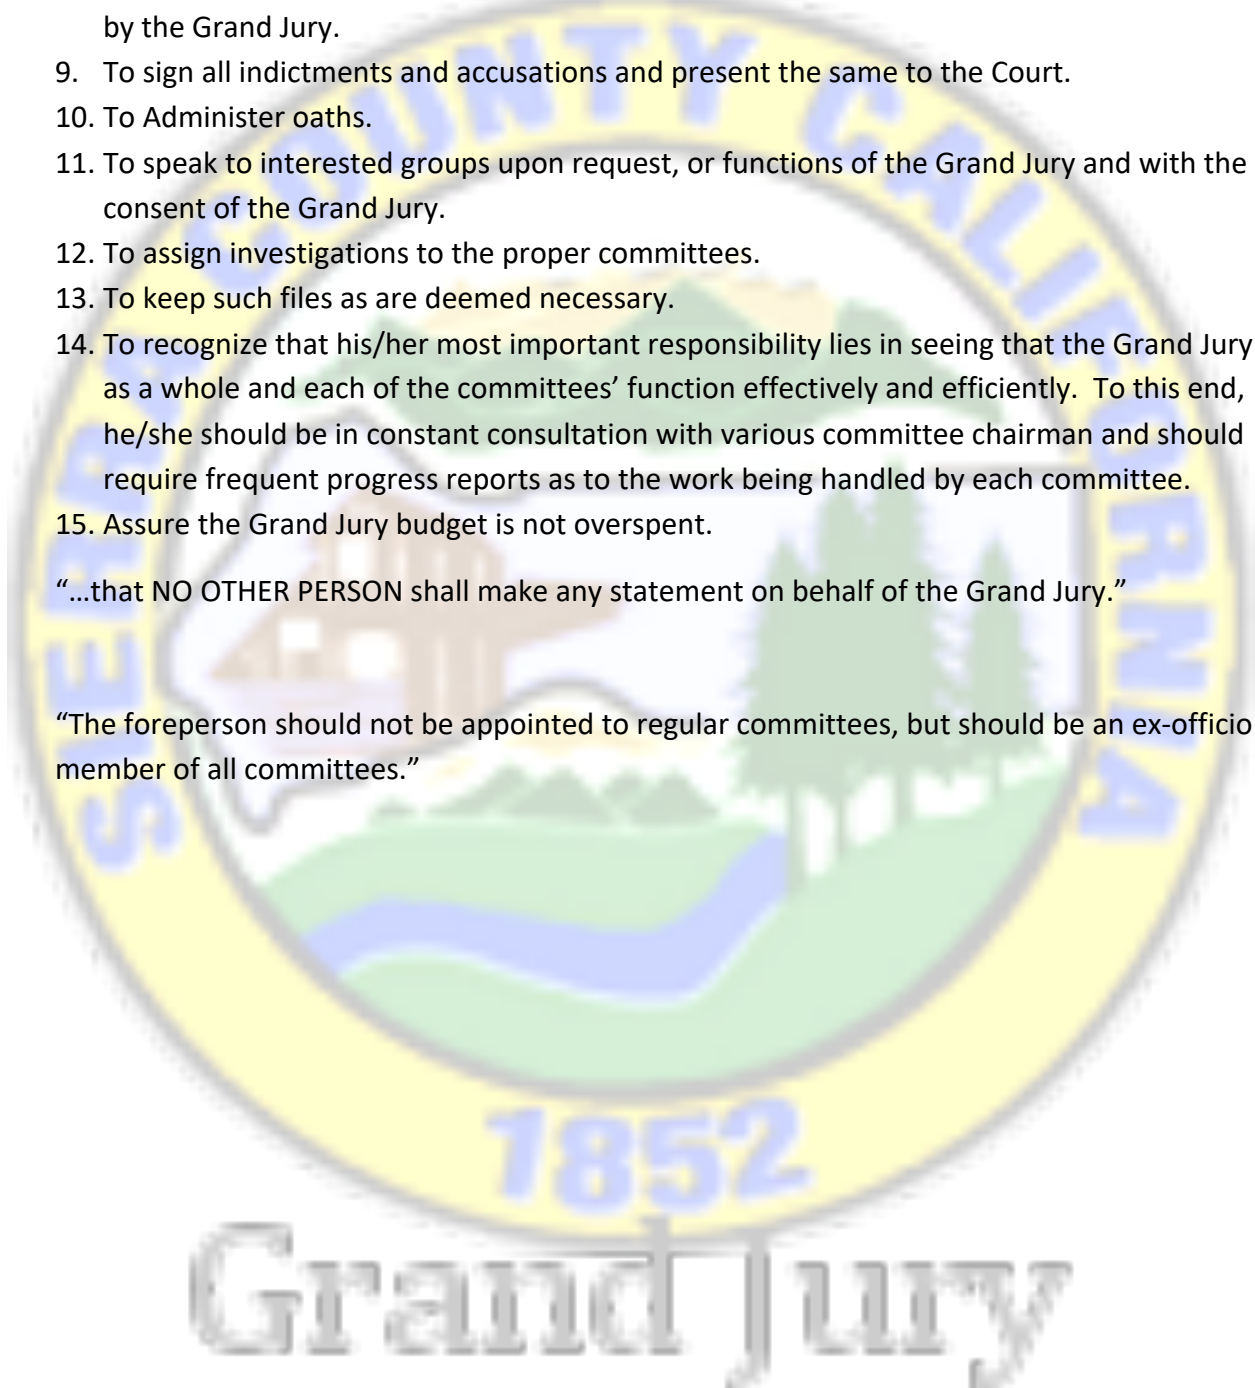 by the Grand Jury.
9. To sign all indictments and accusations and present the same to the Court.
10. To Administer oaths.
11. To speak to interested groups upon request, or functions of the Grand Jury and with the
consent of the Grand Jury.
12. To assign investigations to the proper committees.
13. To keep such files as are deemed necessary.
14. To recognize that his/her most important responsibility lies in seeing that the Grand Jury
as a whole and each of the committees’ function effectively and efficiently.  To this end,
he/she should be in constant consultation with various committee chairman and should
require frequent progress reports as to the work being handled by each committee.
15. Assure the Grand Jury budget is not overspent.
“…that NO OTHER PERSON shall make any statement on behalf of the Grand Jury.”
“The foreperson should not be appointed to regular committees, but should be an ex-officio
member of all committees.”
SIERRA COUNTY CALIFORNIA
1852
Grand Jury